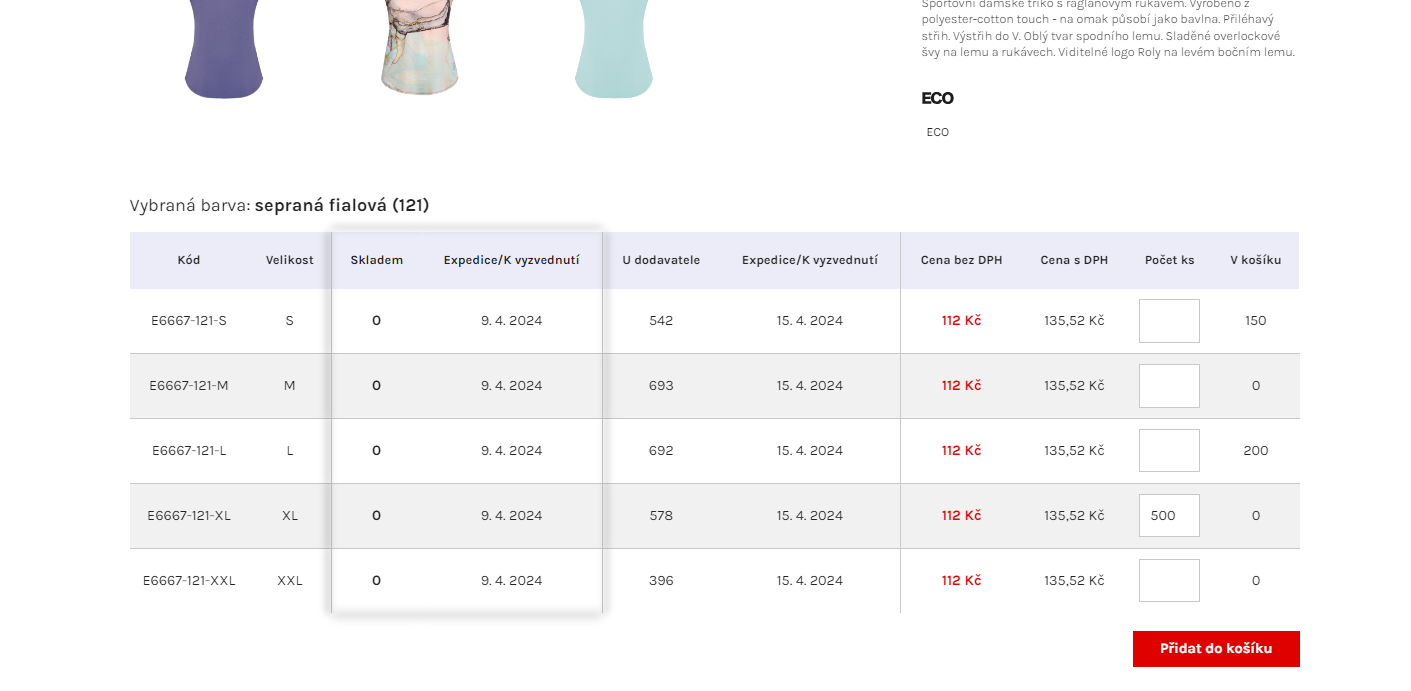 Sportovní dámské triko s raglánovým rukávem. Vyrobeno z
polyester-cotton touch - na omak působí jako bavlna. Přiléhavý
střih. Výstřih do V. Oblý tvar spodního lemu. Sladěné overlockové
švy na lemu a rukávech. Viditelné logo Roly na levém bočním lemu.
ECO
ECO
Vybraná barva: sepraná fialová (121)
Kód Velikost Skladem Expedice/K vyzvednutí U dodavatele Expedice/K vyzvednutí Cena bez DPH Cena s DPH Počet ks V košíku
E6667-121-S S 0 9. 4. 2024 542 15. 4. 2024 112 Kč 135,52 Kč 150
E6667-121-M M 0 9. 4. 2024 693 15. 4. 2024 112 Kč 135,52 Kč 0
E6667-121-L L 0 9. 4. 2024 692 15. 4. 2024 112 Kč 135,52 Kč 200
E6667-121-XL XL 0 9. 4. 2024 578 15. 4. 2024 112 Kč 135,52 Kč 500 0
E6667-121-XXL XXL 0 9. 4. 2024 396 15. 4. 2024 112 Kč 135,52 Kč 0
Přidat do košíku